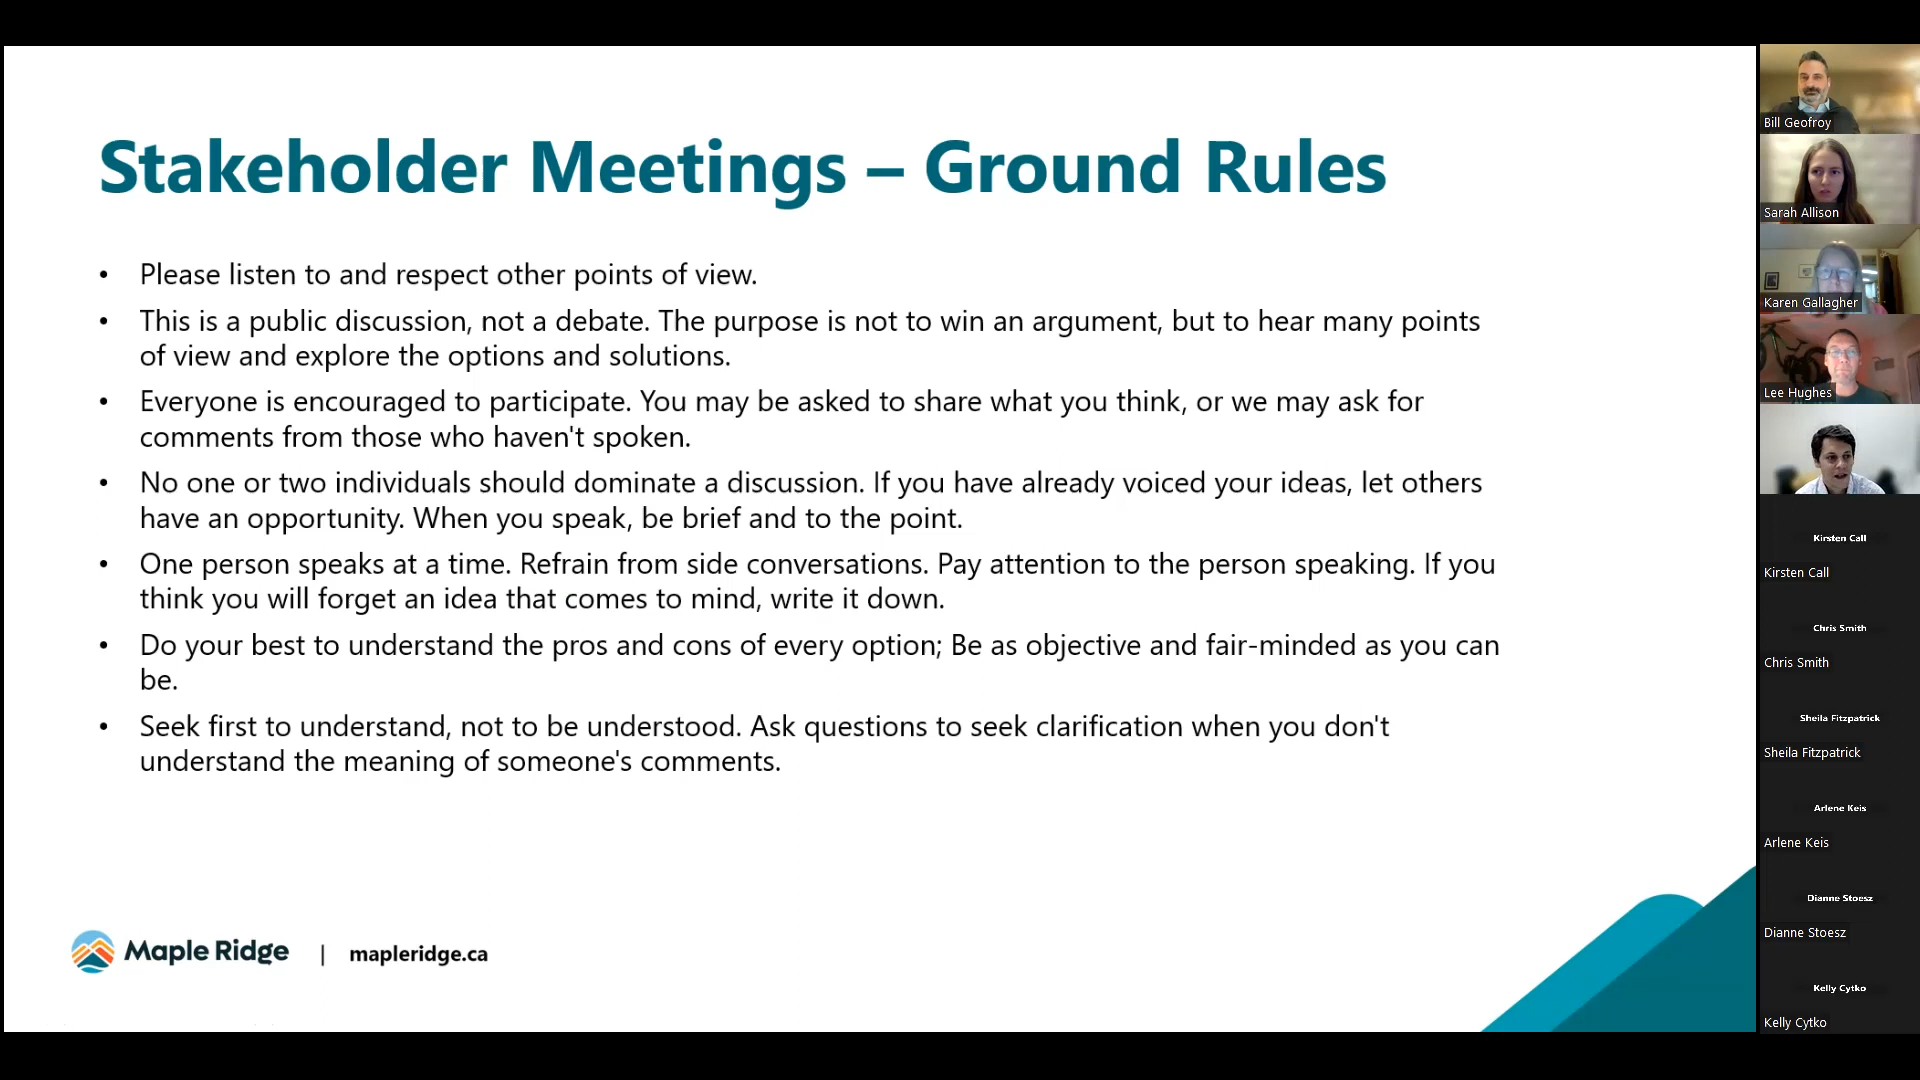 Stakeholder Meetings – Ground Rules
• Please listen to and respect other points of view.
• This is a public discussion, not a debate. The purpose is not to win an argument, but to hear many points
of view and explore the options and solutions.
• Everyone is encouraged to participate. You may be asked to share what you think, or we may ask for
comments from those who haven't spoken.
• No one or two individuals should dominate a discussion. If you have already voiced your ideas, let others
have an opportunity. When you speak, be brief and to the point.
• One person speaks at a time. Refrain from side conversations. Pay attention to the person speaking. If you
think you will forget an idea that comes to mind, write it down.
• Do your best to understand the pros and cons of every option; Be as objective and fair-minded as you can
be.
• Seek first to understand, not to be understood. Ask questions to seek clarification when you don't
understand the meaning of someone's comments.
Maple Ridge | mapleridge.ca
Bill Geofroy
Sarah Allison
Karen Gallagher
Lee Hughes
Kirsten Call
Kirsten Call
Chris Smith
Chris Smith
Sheila Fitzpatrick
Sheila Fitzpatrick
Arlene Keis
Arlene Keis
Dianne Stoesz
Dianne Stoesz
Kelly Cytko
Kelly Cytko